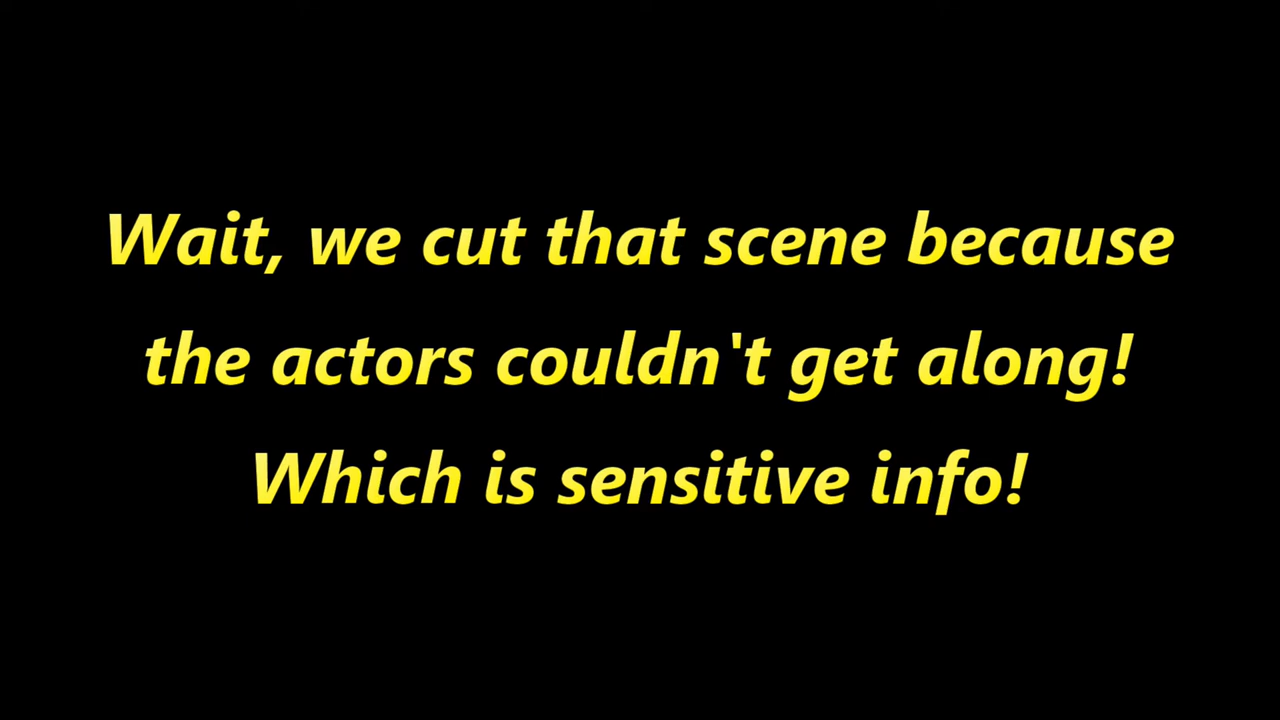 Wait, we cut that scene because
the actors couldn't get along!
Which is sensitive info!